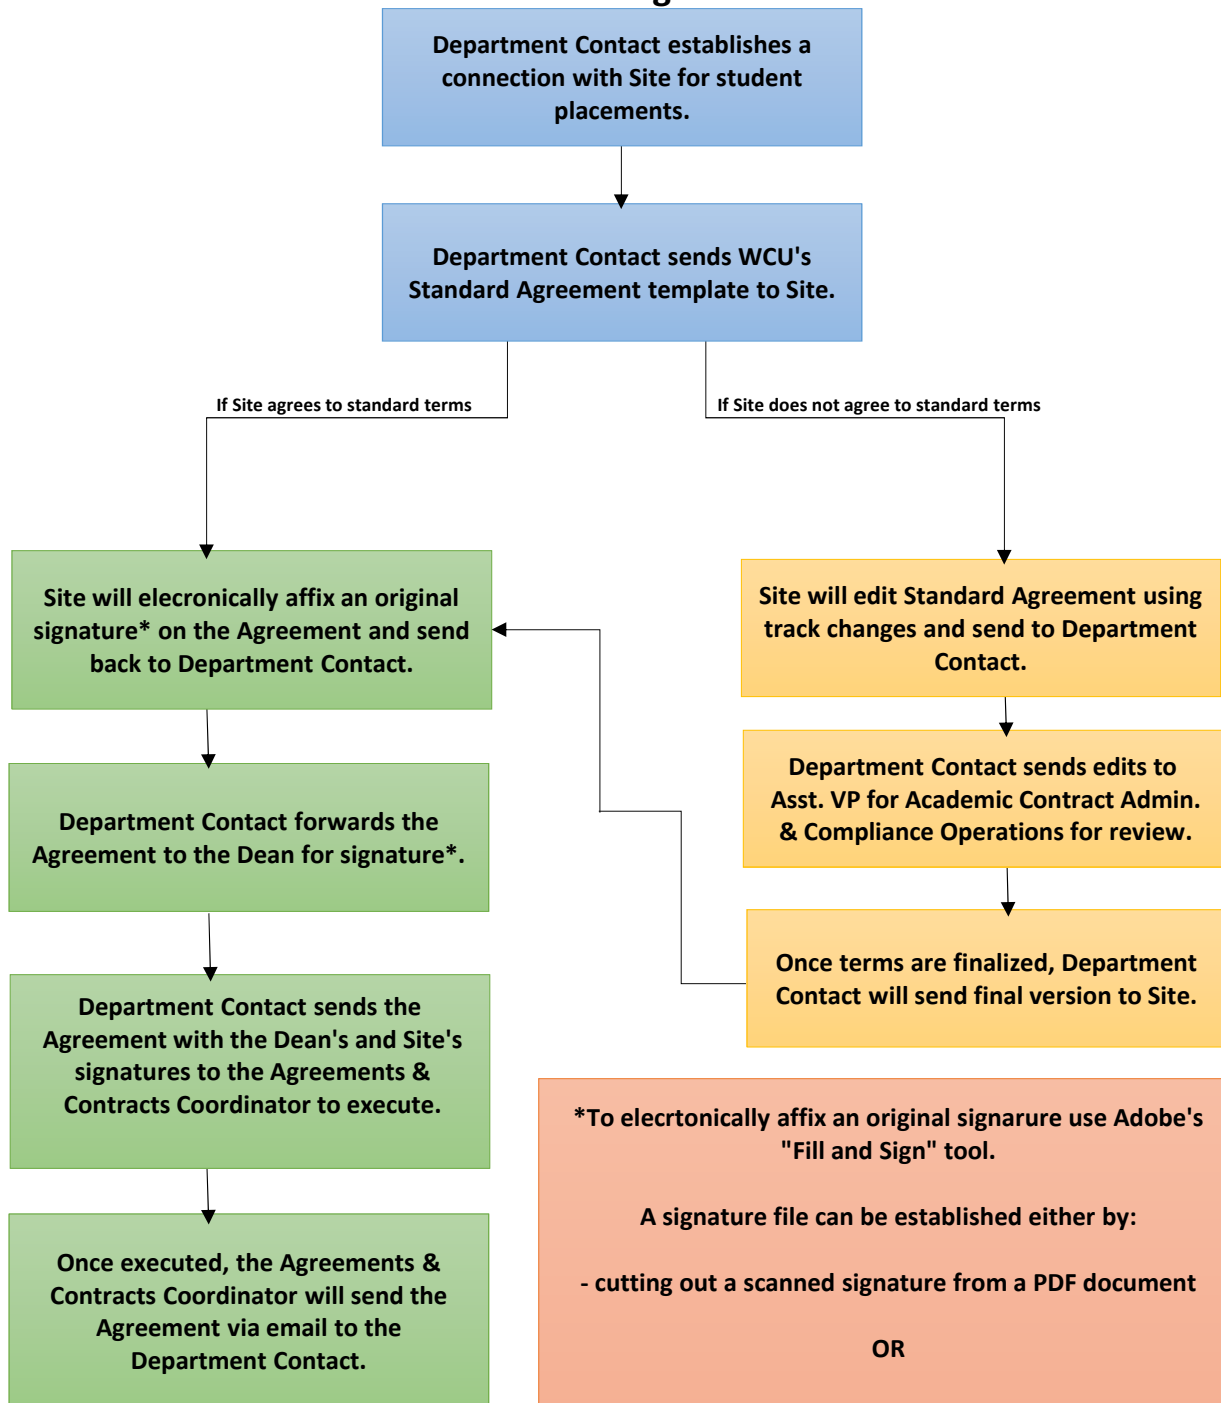 Department Contact establishes a
connection with Site for student
placements.
Department Contact sends WCU's
Standard Agreement template to Site.
If Site agrees to standard terms
If Site does not agree to standard terms
Site will elecronically affix an original
signature* on the Agreement and send
back to Department Contact.
Department Contact forwards the
Agreement to the Dean for signature*.
Department Contact sends the
Agreement with the Dean's and Site's
signatures to the Agreements &
Contracts Coordinator to execute.
Once executed, the Agreements &
Contracts Coordinator will send the
Agreement via email to the
Department Contact.
Site will edit Standard Agreement using
track changes and send to Department
Contact.
Department Contact sends edits to
Asst. VP for Academic Contract Admin.
& Compliance Operations for review.
Once terms are finalized, Department
Contact will send final version to Site.
*To elecrtonically affix an original signarure use Adobe's
"Fill and Sign" tool.
A signature file can be established either by:
- cutting out a scanned signature from a PDF document
OR